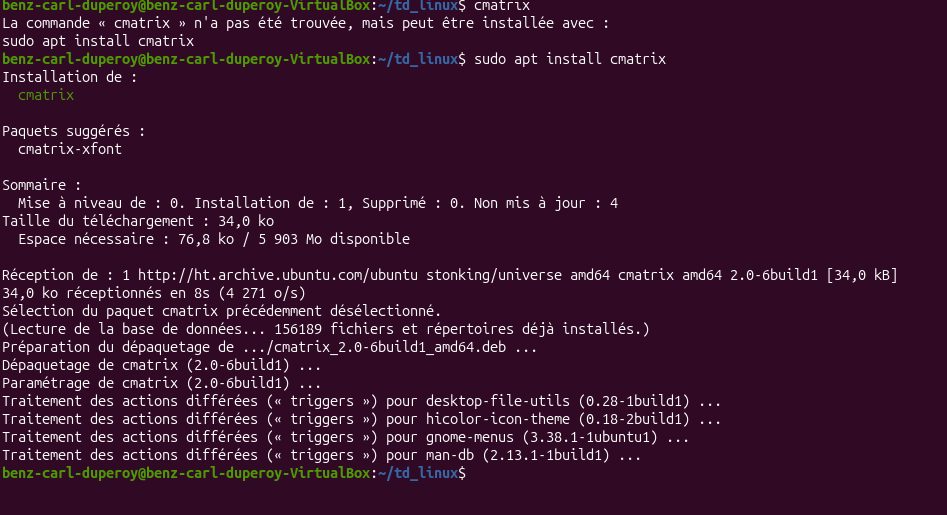 benz-carl-duperoy@benz-carl-duperoy-VirtualBox:~/td_linux$ cmatrix
La commande « cmatrix » n'a pas été trouvée, mais peut être installée avec :
sudo apt install cmatrix
benz-carl-duperoy@benz-carl-duperoy-VirtualBox:~/td_linux$ sudo apt install cmatrix
Installation de :
  cmatrix

Paquets suggérés :
  cmatrix-xfont

Sommaire :
  Mise à niveau de : 0. Installation de : 1, Supprimé : 0. Non mis à jour : 4
Taille du téléchargement : 34,0 ko
  Espace nécessaire : 76,8 ko / 5 903 Mo disponible

Réception de : 1 http://ht.archive.ubuntu.com/ubuntu stonking/universe amd64 cmatrix amd64 2.0-6build1 [34,0 kB]
34,0 ko réceptionnés en 8s (4 271 o/s)
Sélection du paquet cmatrix précédemment désélectionné.
(Lecture de la base de données... 156189 fichiers et répertoires déjà installés.)
Préparation du dépaquetage de .../cmatrix_2.0-6build1_amd64.deb ...
Dépaquetage de cmatrix (2.0-6build1) ...
Paramétrage de cmatrix (2.0-6build1) ...
Traitement des actions différées (« triggers ») pour desktop-file-utils (0.28-1build1) ...
Traitement des actions différées (« triggers ») pour hicolor-icon-theme (0.18-2build1) ...
Traitement des actions différées (« triggers ») pour gnome-menus (3.38.1-1ubuntu1) ...
Traitement des actions différées (« triggers ») pour man-db (2.13.1-1build1) ...
benz-carl-duperoy@benz-carl-duperoy-VirtualBox:~/td_linux$